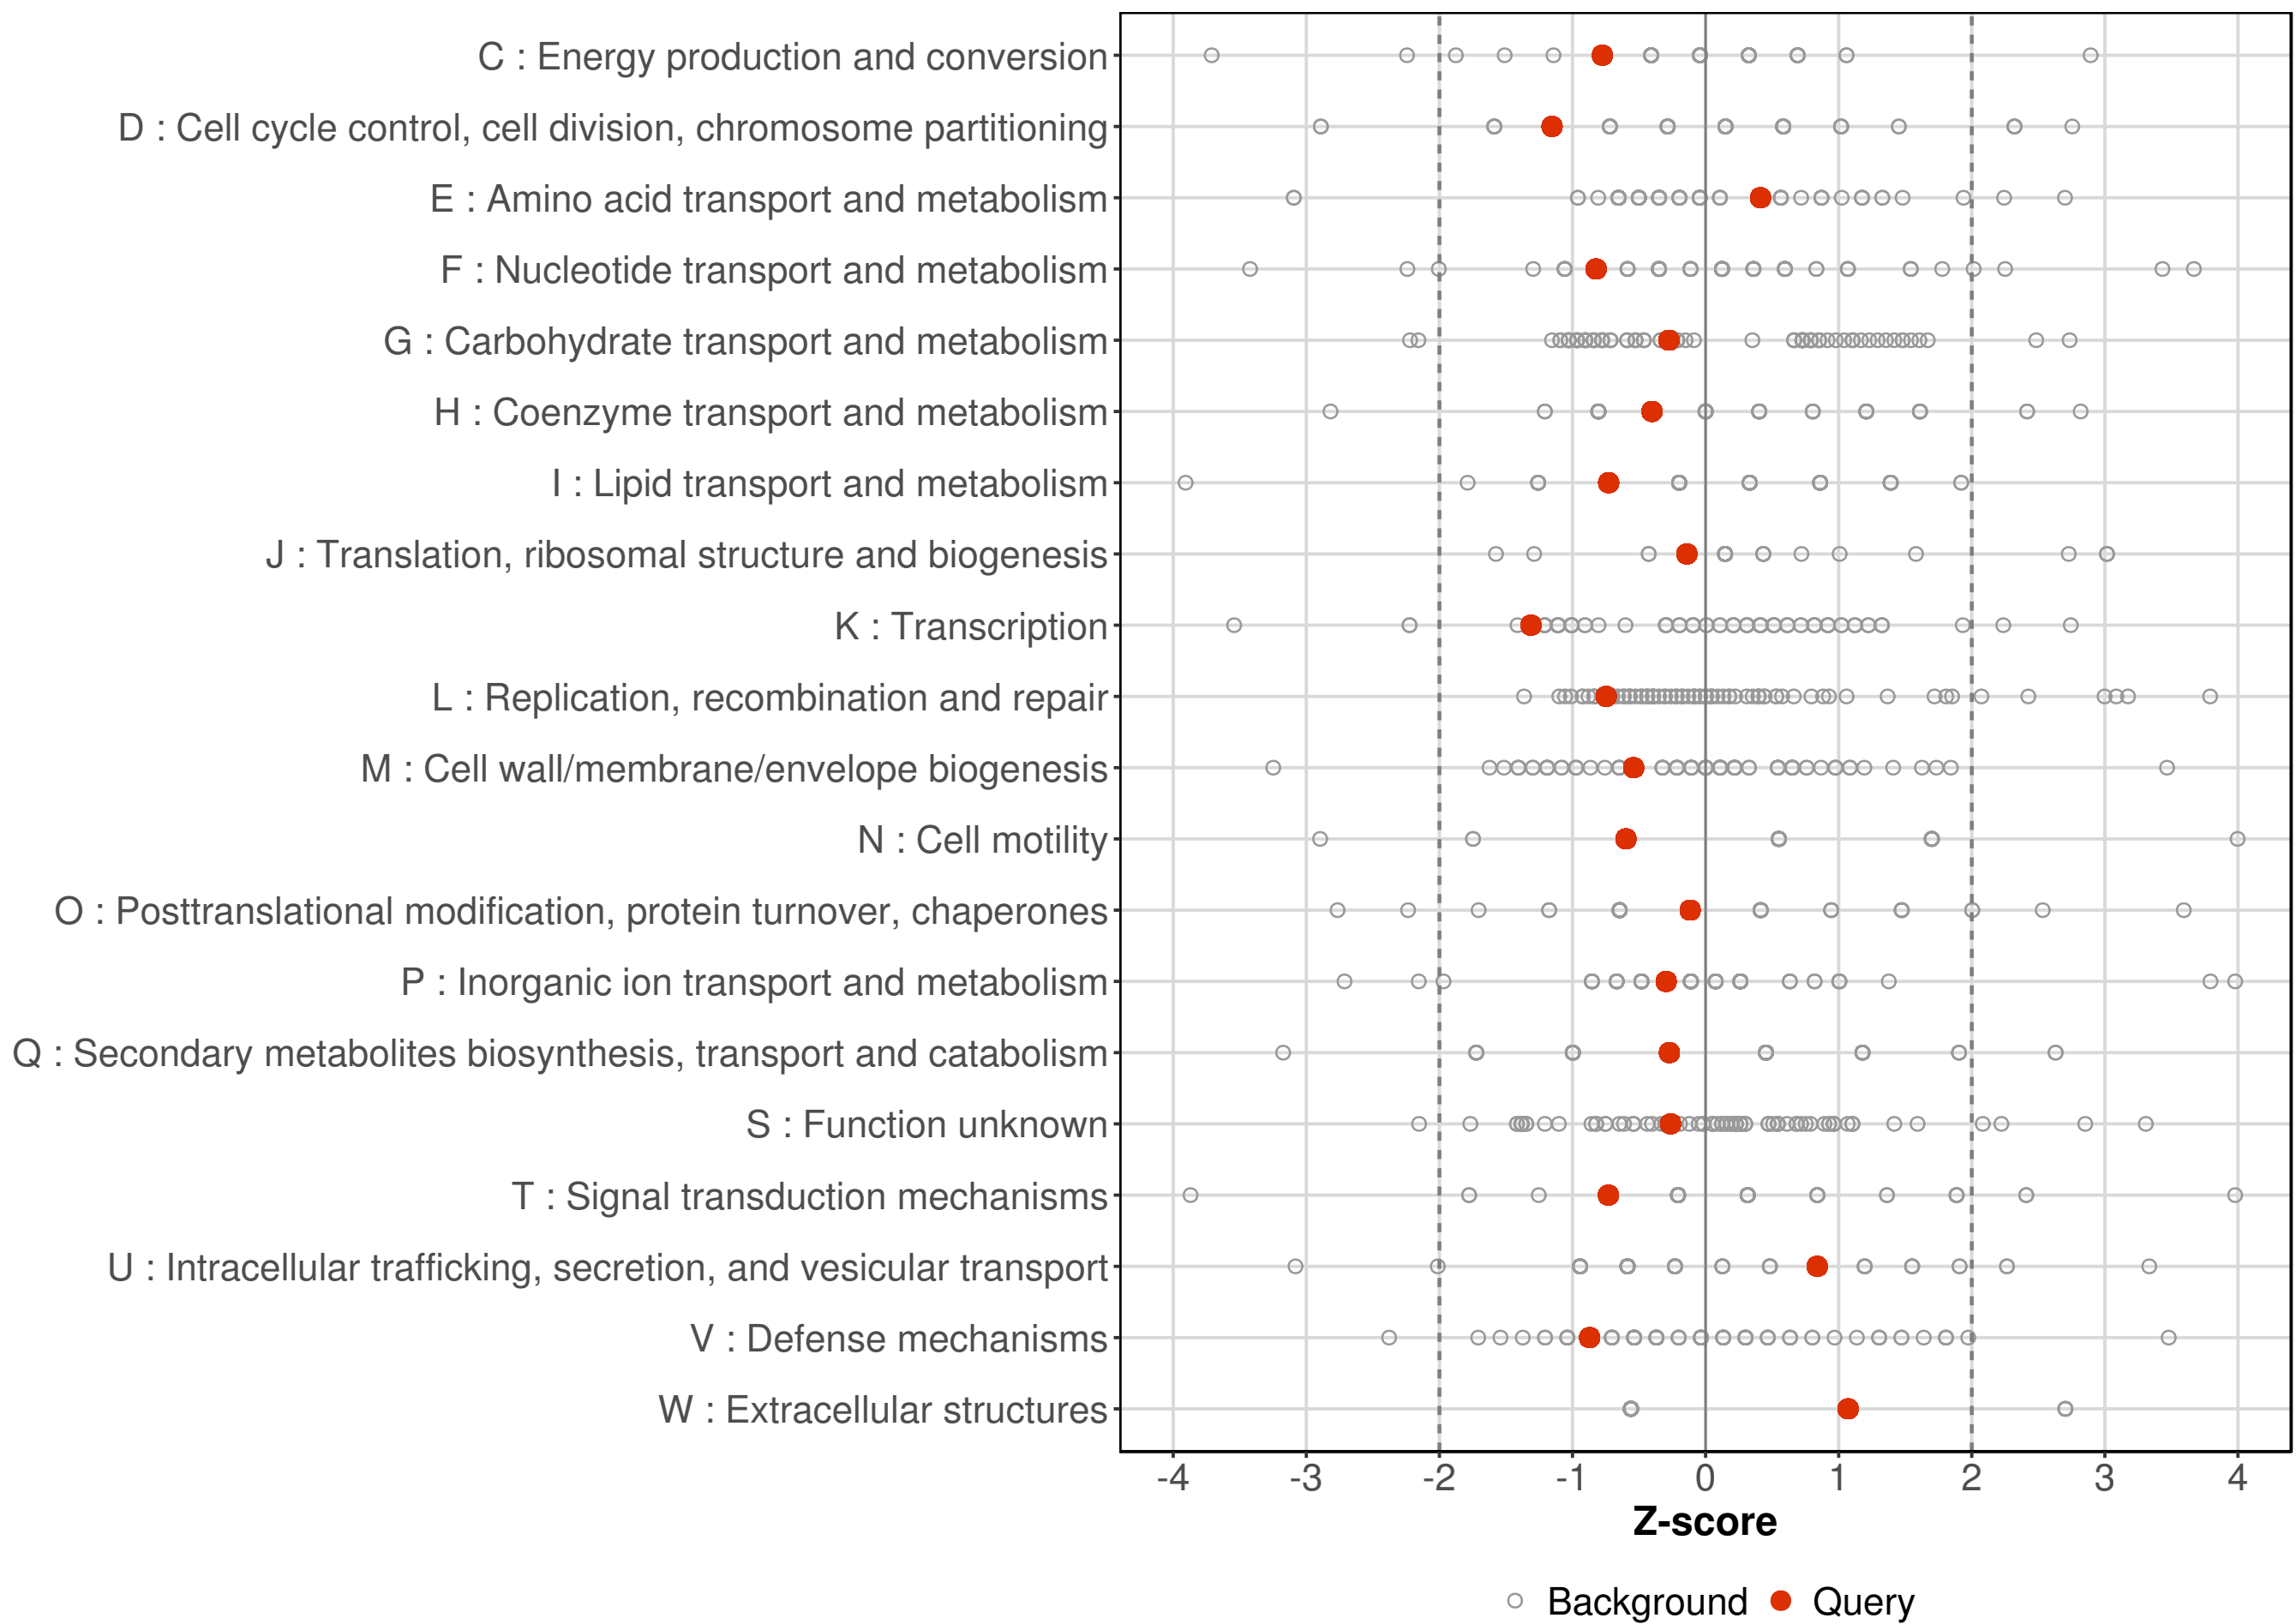 C : Energy production and conversion
D : Cell cycle control, cell division, chromosome partitioning
E : Amino acid transport and metabolism
F : Nucleotide transport and metabolism
G : Carbohydrate transport and metabolism
H : Coenzyme transport and metabolism
I : Lipid transport and metabolism
J : Translation, ribosomal structure and biogenesis
K : Transcription
L : Replication, recombination and repair
M : Cell wall/membrane/envelope biogenesis
N : Cell motility
O : Posttranslational modification, protein turnover, chaperones
P : Inorganic ion transport and metabolism
Q : Secondary metabolites biosynthesis, transport and catabolism
S : Function unknown
T : Signal transduction mechanisms
U : Intracellular trafficking, secretion, and vesicular transport
V : Defense mechanisms
W : Extracellular structures
-4 -3 -2 -1 0 1 2 3 4
Z-score
Background Query